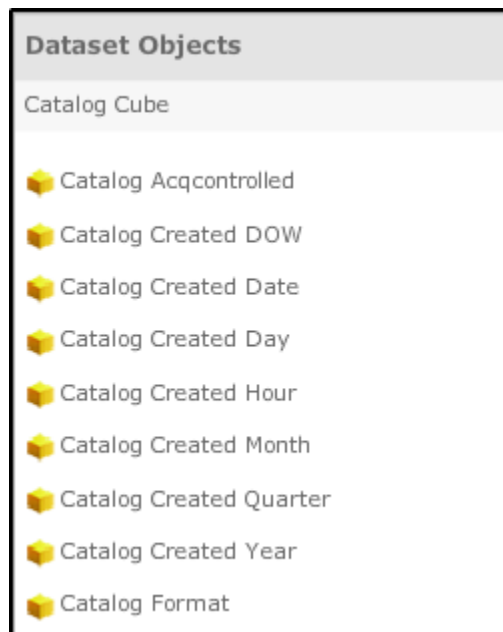 Dataset Objects
Catalog Cube
Catalog Acqcontrolled
Catalog Created DOW
Catalog Created Date
Catalog Created Day
Catalog Created Hour
Catalog Created Month
Catalog Created Quarter
Catalog Created Year
Catalog Format